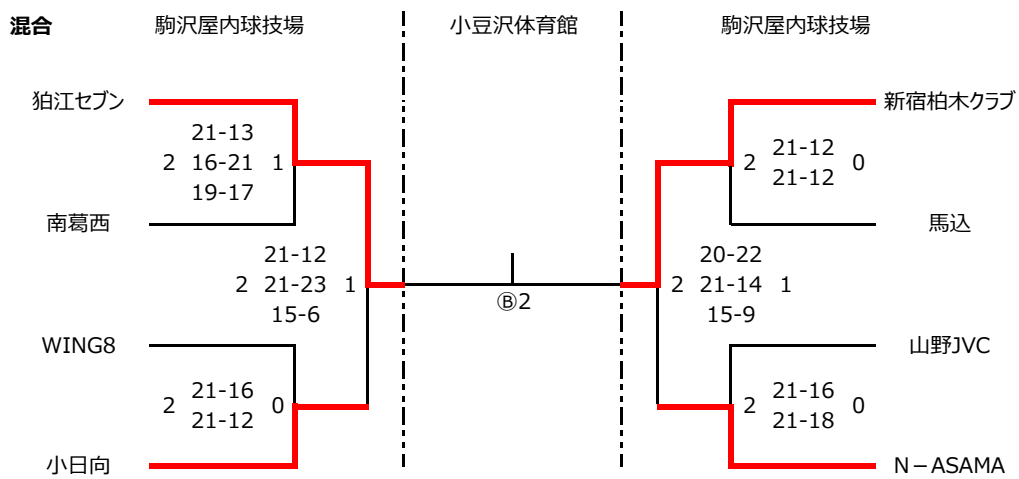 混合 駒沢屋内球技場 小豆沢体育館 駒沢屋内球技場
狛江セブン 新宿柏木クラブ
21-13
2 16-21 1
19-17
2 21-12 0
21-12
南葛西 馬込
21-12
2 21-23 1
15-6
Ⓑ2
20-22
2 21-14 1
15-9
WING8 山野JVC
2 21-16 0
21-12
2 21-16 0
21-18
小日向 N－ASAMA